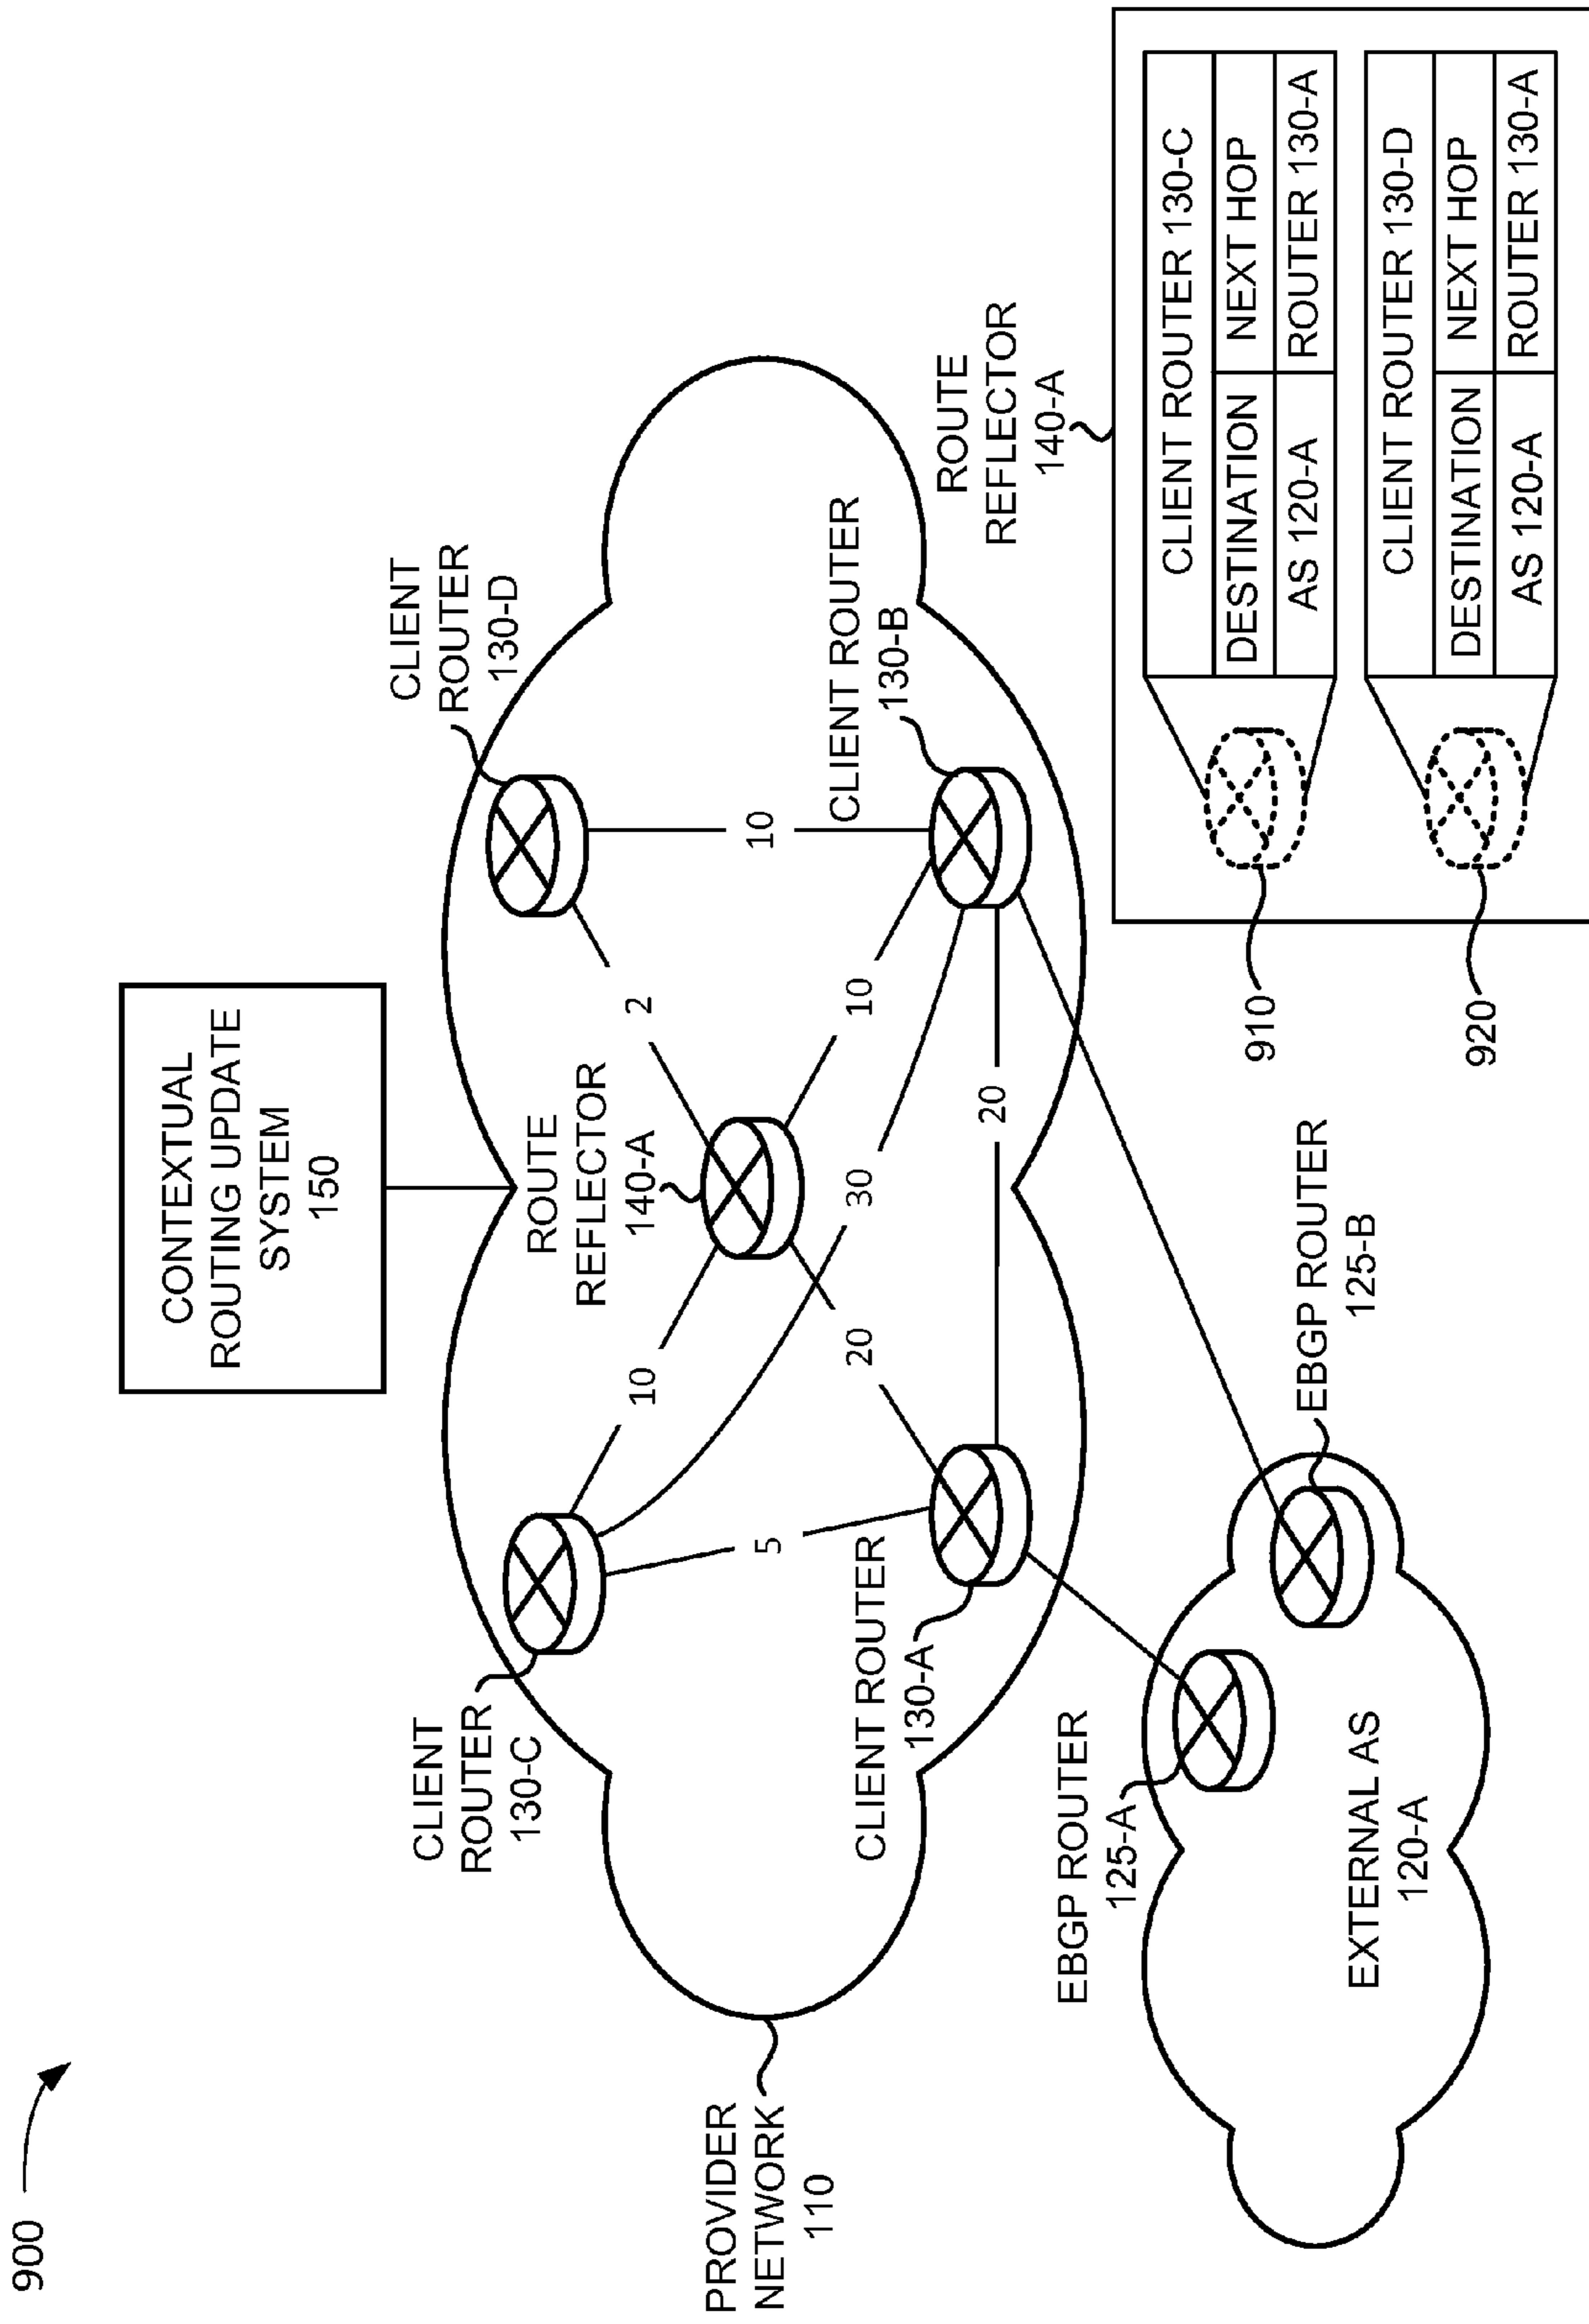 900
CONTEXTUAL
ROUTING UPDATE
SYSTEM
150
PROVIDER
NETWORK
110
CLIENT
ROUTER
130-C
CLIENT
ROUTER
130-D
ROUTE
REFLECTOR
140-A
10
2
10
5
20
30
10
20
CLIENT ROUTER
130-A
CLIENT ROUTER
130-B
ROUTE
REFLECTOR
140-A
EBGP ROUTER
125-A
EBGP ROUTER
125-B
EXTERNAL AS
120-A
910
CLIENT ROUTER 130-C
DESTINATION NEXT HOP
AS 120-A ROUTER 130-A
920
CLIENT ROUTER 130-D
DESTINATION NEXT HOP
AS 120-A ROUTER 130-A